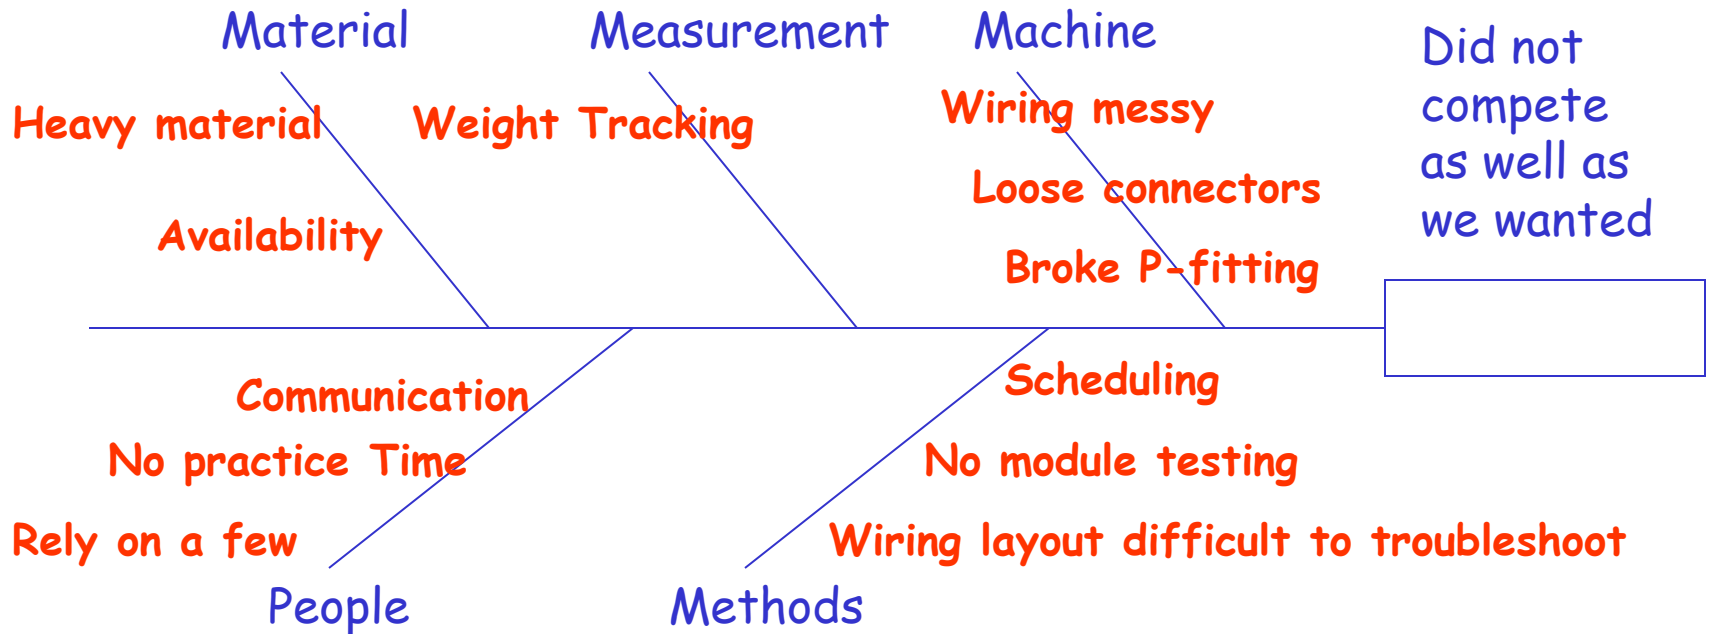 Material
Measurement
Machine
Did not
compete
as well as
we wanted
Heavy material
Availability
Weight Tracking
Wiring messy
Loose connectors
Broke P-fitting
Communication
No practice Time
Rely on a few
People
Scheduling
No module testing
Wiring layout difficult to troubleshoot
Methods